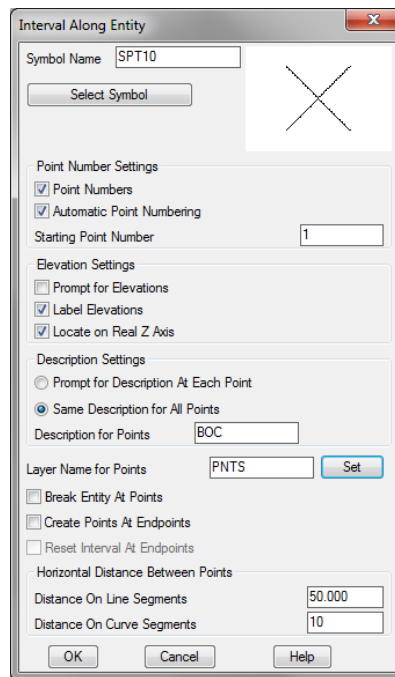 Interval Along Entity
Symbol Name SPT10
Select Symbol
Point Number Settings
Point Numbers
Automatic Point Numbering
Starting Point Number 1
Elevation Settings
Prompt for Elevations
Label Elevations
Locate on Real Z Axis
Description Settings
Prompt for Description At Each Point
Same Description for All Points
Description for Points BOC
Layer Name for Points PNTS Set
Break Entity At Points
Create Points At Endpoints
Reset Interval At Endpoints
Horizontal Distance Between Points
Distance On Line Segments 50.000
Distance On Curve Segments 10
OK Cancel Help